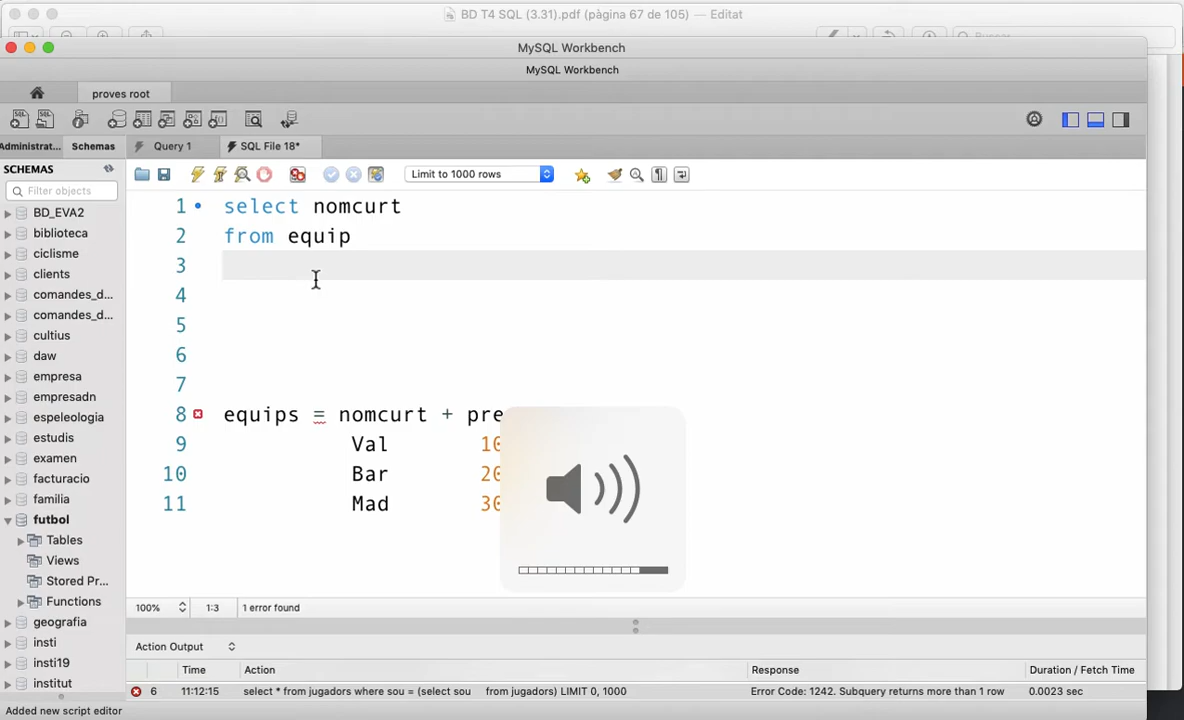 BD T4 SQL (3.31).pdf (pàgina 67 de 105) — Editat
MySQL Workbench
MySQL Workbench
proves root
Administrat...
Schemas
Query 1
SQL File 18*
SCHEMAS
Limit to 1000 rows
Filter objects
BD_EVA2
biblioteca
ciclisme
clients
comandes_d...
comandes_d...
cultius
daw
empresa
empresadn
espeleologia
estudis
examen
facturacio
familia
futbol
Tables
Views
Stored Pr...
Functions
geografia
insti
insti19
institut
1 select nomcurt
2 from equip
3
4
5
6
7
8 equips = nomcurt + pre
9 Val 10
10 Bar 20
11 Mad 30
100% 1:3 1 error found
Action Output
Time Action Response Duration / Fetch Time
6 11:12:15 select * from jugadors where sou = (select sou from jugadors) LIMIT 0, 1000 Error Code: 1242. Subquery returns more than 1 row 0.0023 sec
Added new script editor